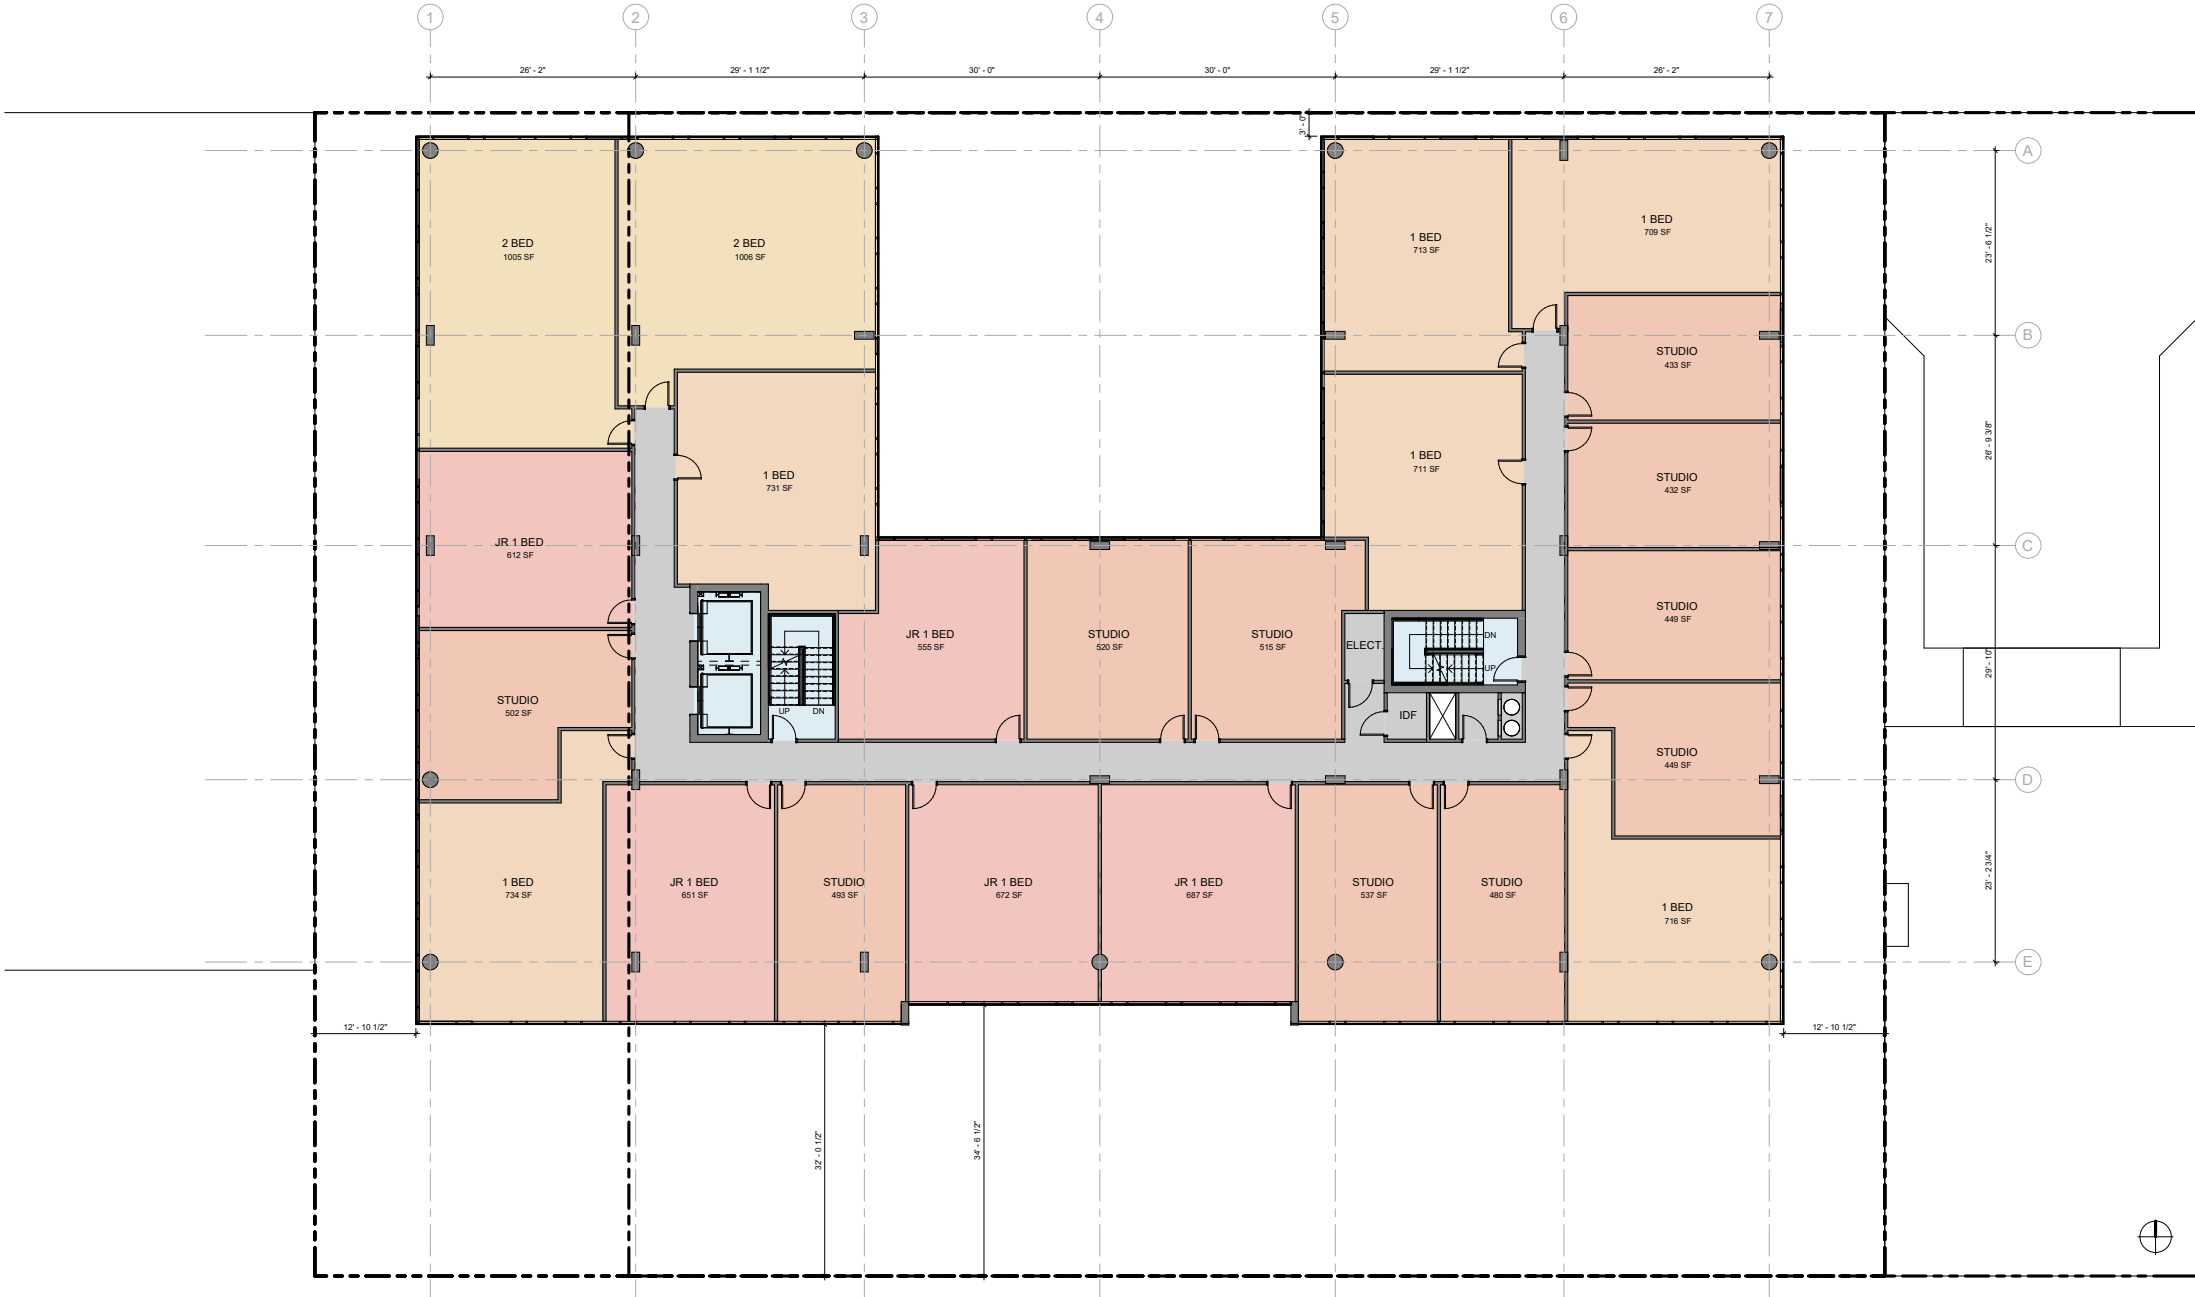 1
2
3
4
5
6
7
26' - 2"
29' - 1 1/2"
30' - 0"
30' - 0"
29' - 1 1/2"
26' - 2"
3' - 0"
A
B
C
D
E
23' - 6 1/2"
26' - 9 3/8"
29' - 10"
23' - 2 3/4"
2 BED
1005 SF
2 BED
1006 SF
1 BED
713 SF
1 BED
709 SF
STUDIO
433 SF
1 BED
731 SF
1 BED
711 SF
STUDIO
432 SF
JR 1 BED
612 SF
STUDIO
449 SF
JR 1 BED
555 SF
STUDIO
520 SF
STUDIO
515 SF
ELECT.
DN
UP
STUDIO
502 SF
UP
DN
IDF
STUDIO
449 SF
1 BED
734 SF
JR 1 BED
651 SF
STUDIO
493 SF
JR 1 BED
672 SF
JR 1 BED
687 SF
STUDIO
537 SF
STUDIO
480 SF
1 BED
716 SF
12' - 10 1/2"
12' - 10 1/2"
32' - 0 1/2"
34' - 6 1/2"